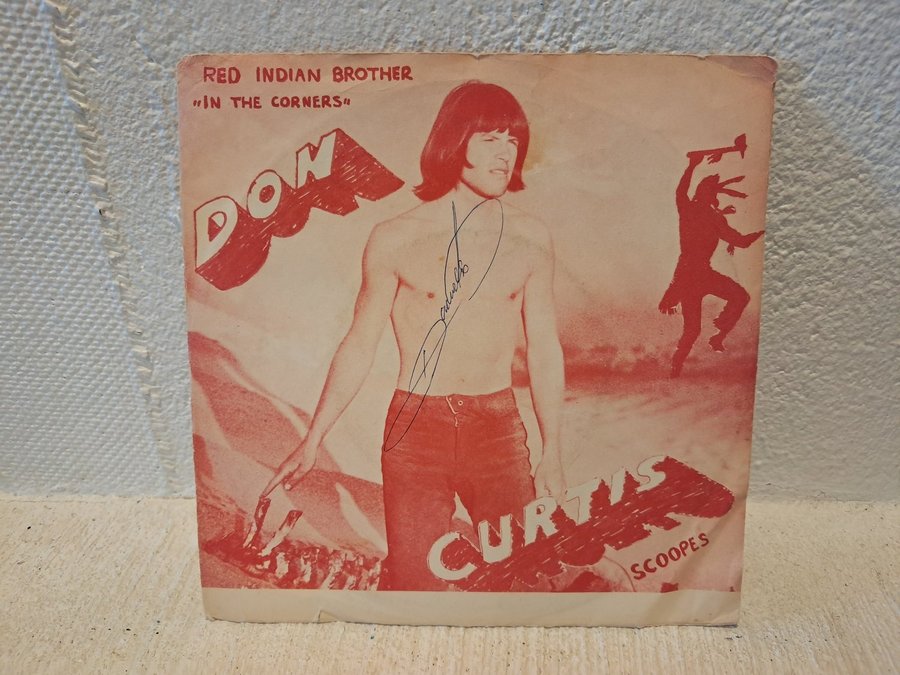 RED INDIAN BROTHER
"IN THE CORNERS"
DON
CURTIS
SCOOPES